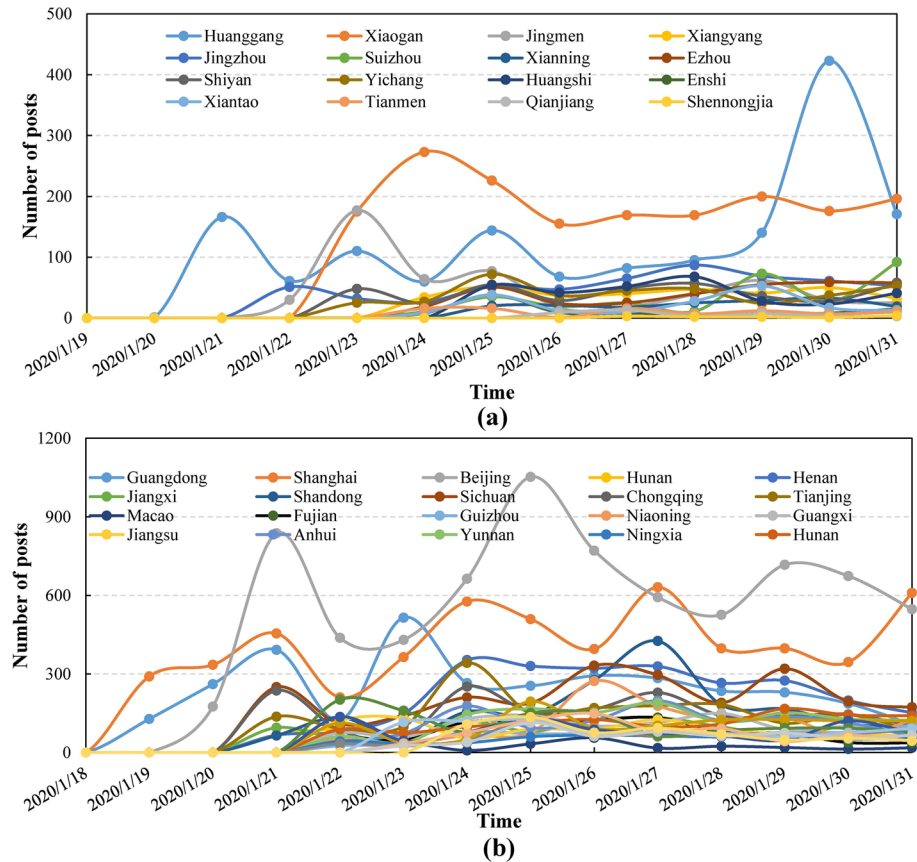 (a)
500
400
300
200
100
0
Number of posts
Huanggang Xiaogan Jingmen Xiangyang
Jingzhou Suizhou Xianning Ezhou
Shiyan Yichang Huangshi Enshi
Xiantao Tianmen Qianjiang Shennongjia
2020/1/19 2020/1/20 2020/1/21 2020/1/22 2020/1/23 2020/1/24 2020/1/25 2020/1/26 2020/1/27 2020/1/28 2020/1/29 2020/1/30 2020/1/31
Time
(a)
1200
900
600
300
0
Number of posts
Guangdong Shanghai Beijing Hunan Henan
Jiangxi Shandong Sichuan Chongqing Tianjing
Macao Fujian Guizhou Niaoning Guangxi
Jiangsu Anhui Yunnan Ningxia Hunan
2020/1/18 2020/1/19 2020/1/20 2020/1/21 2020/1/22 2020/1/23 2020/1/24 2020/1/25 2020/1/26 2020/1/27 2020/1/28 2020/1/29 2020/1/30 2020/1/31
Time
(b)